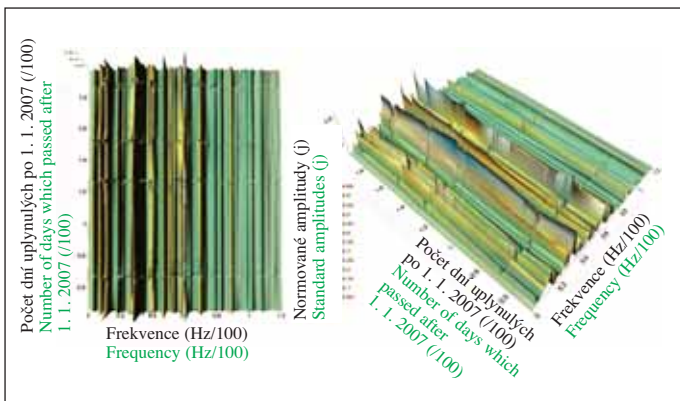 Počet dní uplynulých po 1. 1. 2007 (/100)
Number of days which passed after
1. 1. 2007 (/100)
Frekvence (Hz/100)
Frequency (Hz/100)
Normované amplitudy (j)
Standard amplitudes (j)
Počet dní uplynulých
po 1. 1. 2007 (/100)
Number of days which
passed after
1. 1. 2007 (/100)
Frekvence (Hz/100)
Frequency (Hz/100)